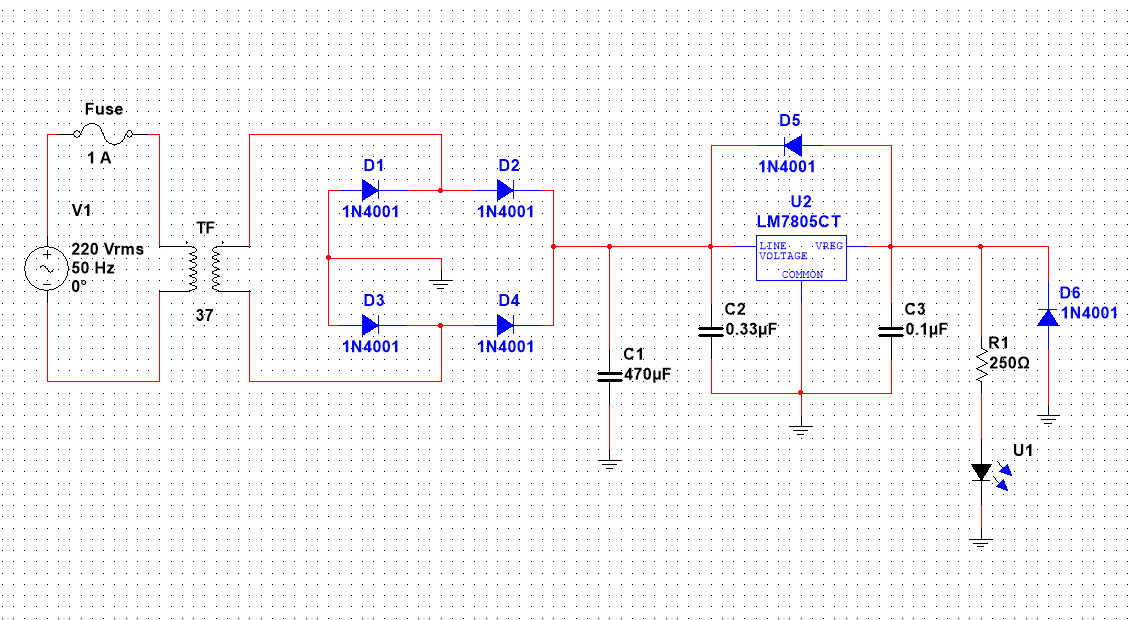 Fuse
1 A
V1
220 Vrms
50 Hz
0°
TF
37
D1
1N4001
D2
1N4001
D3
1N4001
D4
1N4001
C1
470µF
D5
1N4001
U2
LM7805CT
LINE VREG
VOLTAGE
COMMON
C2
0.33µF
C3
0.1µF
R1
250Ω
D6
1N4001
U1